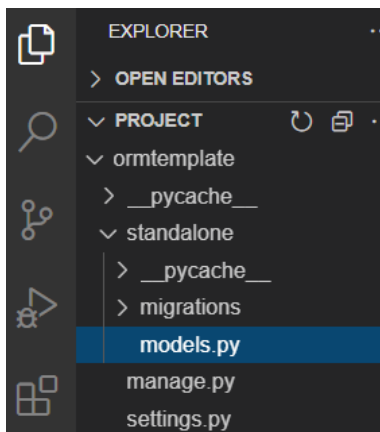 EXPLORER
OPEN EDITORS
PROJECT
ormtemplate
__pycache__
standalone
__pycache__
migrations
models.py
manage.py
settings.py